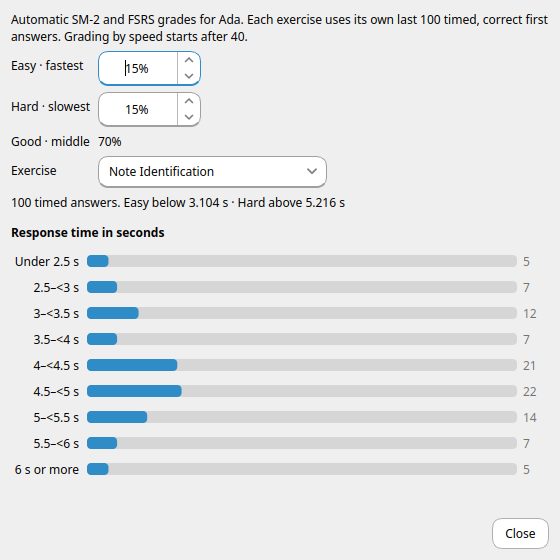 Automatic SM-2 and FSRS grades for Ada. Each exercise uses its own last 100 timed, correct first
answers. Grading by speed starts after 40.
Easy · fastest 15%
Hard · slowest 15%
Good · middle 70%
Exercise Note Identification
100 timed answers. Easy below 3.104 s · Hard above 5.216 s
Response time in seconds
Under 2.5 s 5
2.5–<3 s 7
3–<3.5 s 12
3.5–<4 s 7
4–<4.5 s 21
4.5–<5 s 22
5–<5.5 s 14
5.5–<6 s 7
6 s or more 5
Close